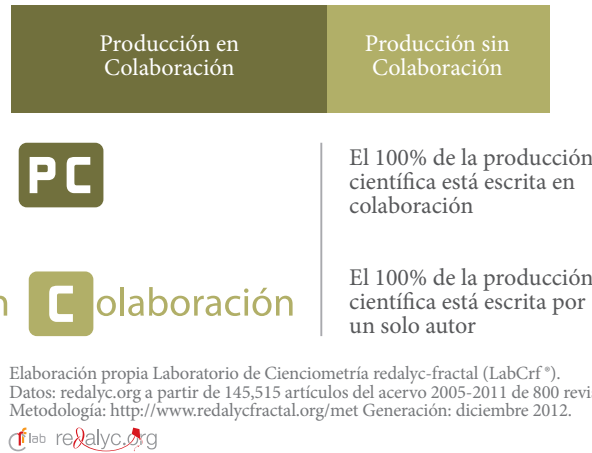 Producción en
Colaboración
Producción sin
Colaboración
PC
El 100% de la producción
científica está escrita en
colaboración
Colaboración
El 100% de la producción
científica está escrita por
un solo autor
Elaboración propia Laboratorio de Cienciometría redalyc-fractal (LabCrf®).
Datos: redalyc.org a partir de 145,515 artículos del acervo 2005-2011 de 800
Metodología: http://www.redalycfractal.org/met Generación: diciembre 2012.
lab redalyc.org